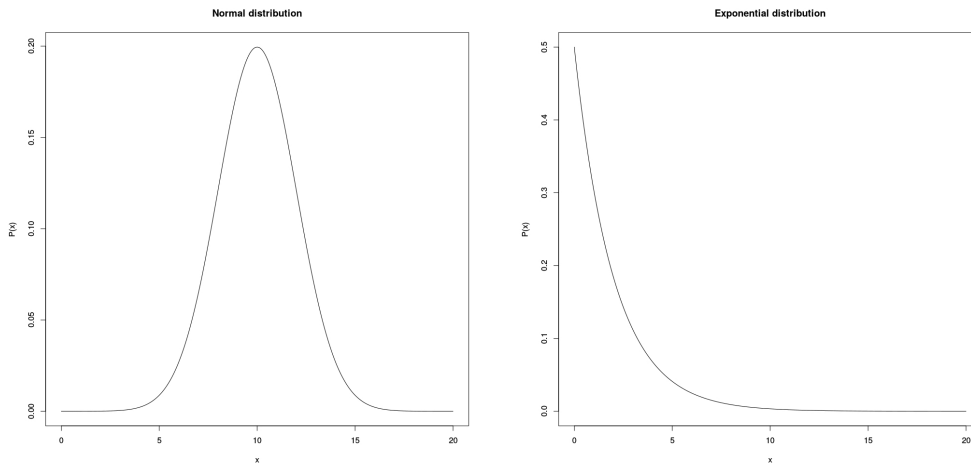 Normal distribution
P(x)
0.20
0.15
0.10
0.05
0.00
0 5 10 15 20
x
Exponential distribution
P(x)
0.5
0.4
0.3
0.2
0.1
0.0
0 5 10 15 20
x